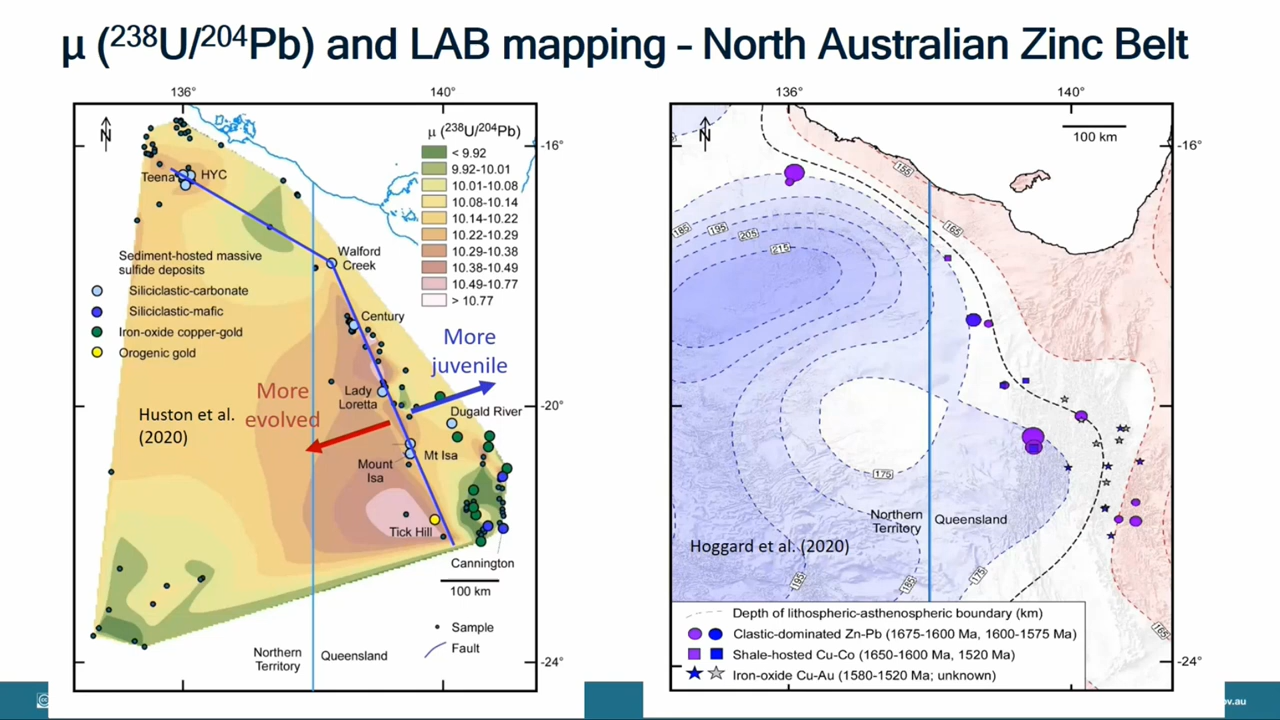 μ (²³⁸U/²⁰⁴Pb) and LAB mapping – North Australian Zinc Belt
136°
140°
N
μ (²³⁸U/²⁰⁴Pb)
< 9.92
9.92-10.01
10.01-10.08
10.08-10.14
10.14-10.22
10.22-10.29
10.29-10.38
10.38-10.49
10.49-10.77
> 10.77
-16°
Teena
HYC
Walford
Creek
Sediment-hosted massive
sulfide deposits
Siliciclastic-carbonate
Siliciclastic-mafic
Iron-oxide copper-gold
Orogenic gold
Century
More
juvenile
More
evolved
Lady
Loretta
Huston et al.
(2020)
Dugald River
-20°
Mt Isa
Mount
Isa
Tick Hill
Cannington
100 km
Sample
Fault
Northern
Territory
Queensland
-24°
136°
140°
N
100 km
-16°
155
165
185
195
205
215
175
-20°
Northern
Territory
Queensland
Hoggard et al. (2020)
195
185
175
165
Depth of lithospheric-asthenospheric boundary (km)
Clastic-dominated Zn-Pb (1675-1600 Ma, 1600-1575 Ma)
Shale-hosted Cu-Co (1650-1600 Ma, 1520 Ma)
Iron-oxide Cu-Au (1580-1520 Ma; unknown)
-24°
ov.au